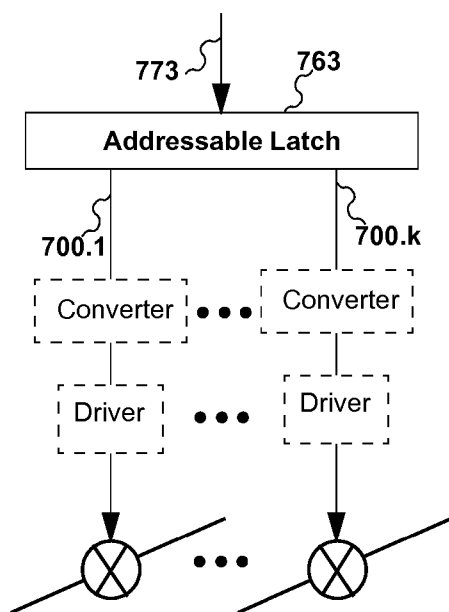 773
763
Addressable Latch
700.1
700.k
Converter
Converter
Driver
Driver